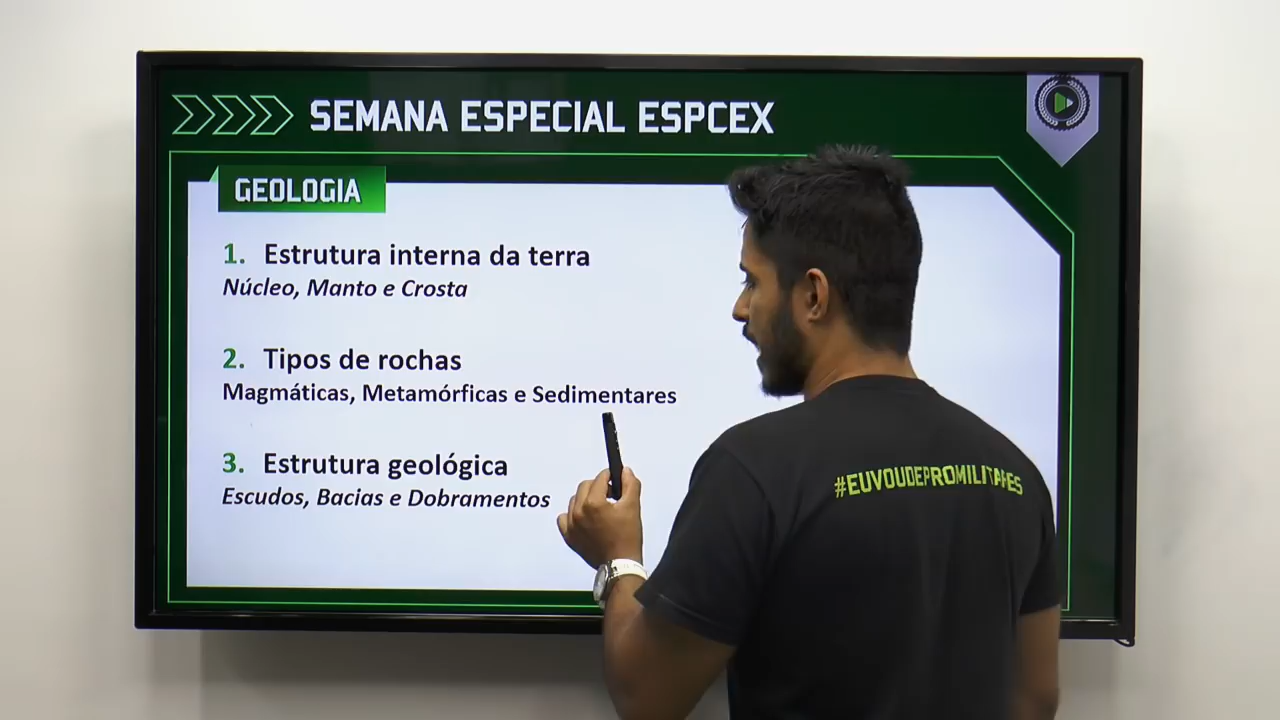 SEMANA ESPECIAL ESPCEX
GEOLOGIA
1. Estrutura interna da terra
Núcleo, Manto e Crosta
2. Tipos de rochas
Magmáticas, Metamórficas e Sedimentares
3. Estrutura geológica
Escudos, Bacias e Dobramentos
#EUVOUDEPROMILITARES